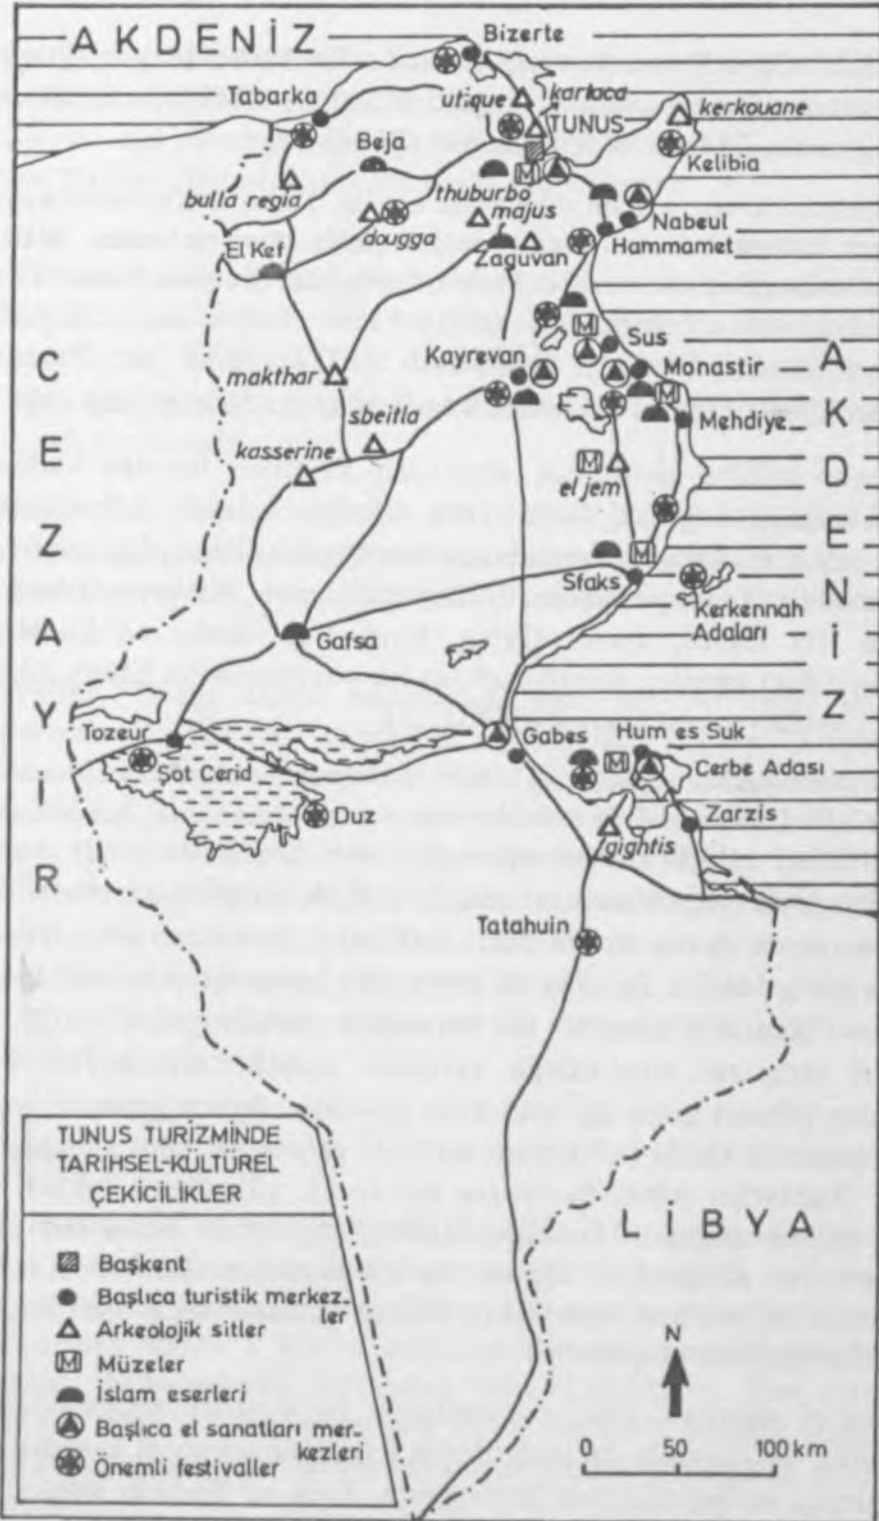 AKDENİZ
Bizerte
Tabarka
utique
kartaca
kerkouane
TUNUS
Beja
Kelibia
bulla regia
thuburbo
majus
Nabeul
dougga
Hammamet
El Kef
Zaguvan
CEZAYİR
AKDENİZ
Sus
Kayrevan
Monastir
makthar
Mehdiye
sbeitla
kasserine
el jem
Sfaks
Kerkennah
Adaları
Gafsa
Tozeur
Gabes
Hum es Suk
Şot Cerid
Cerbe Adası
Duz
Zarzis
gightis
Tatahuin
LİBYA
TUNUS TURİZMİNDE
TARİHSEL-KÜLTÜREL
ÇEKİCİLİKLER
Başkent
Başlıca turistik merkez-
ler
Arkeolojik sitler
M Müzeler
İslam eserleri
Başlıca el sanatları mer-
kezleri
Önemli festivaller
N
0 50 100 km